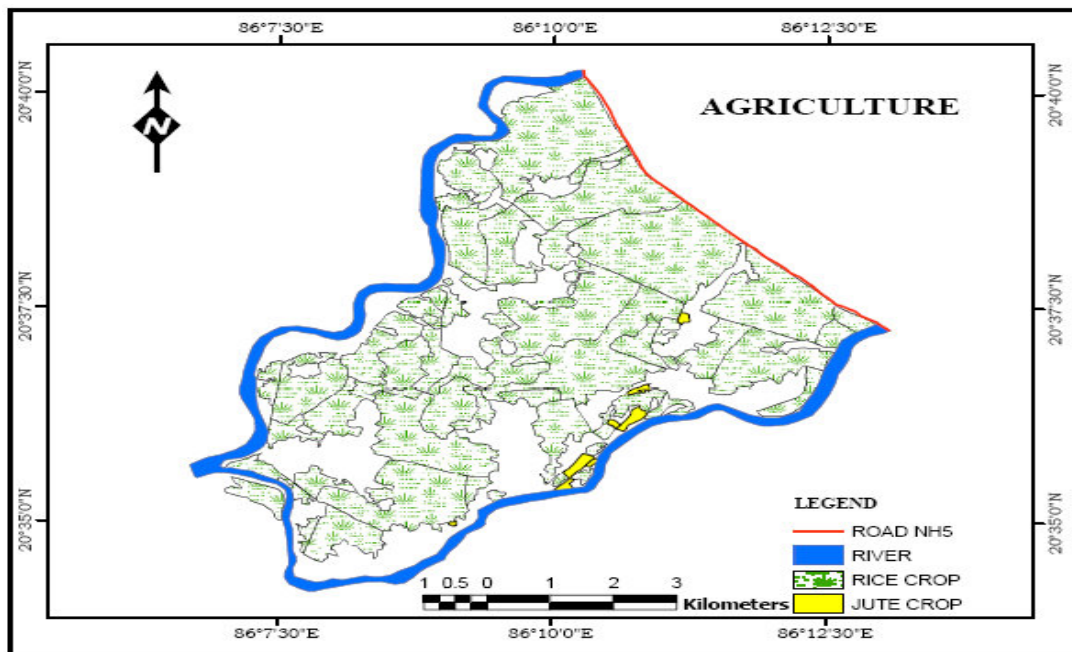 86°7'30"E 86°10'0"E 86°12'30"E
20°40'0"N 20°40'0"N
AGRICULTURE
N
20°37'30"N 20°37'30"N
20°35'0"N 20°35'0"N
LEGEND
ROAD NH5
RIVER
RICE CROP
JUTE CROP
1 0.5 0 1 2 3
Kilometers
86°7'30"E 86°10'0"E 86°12'30"E